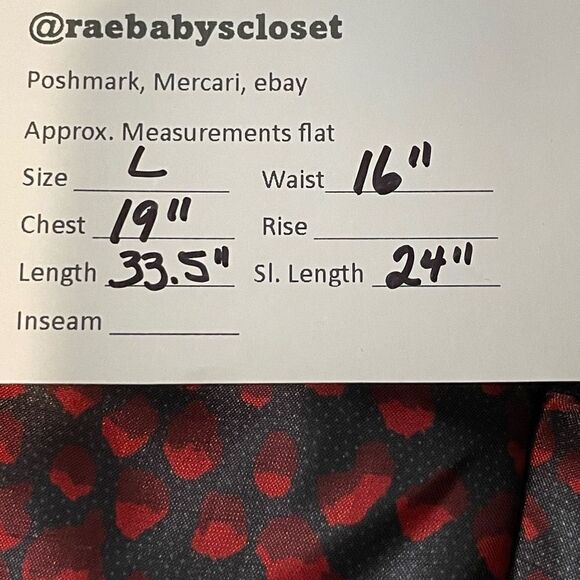 @raebabyscloset
Poshmark, Mercari, ebay
Approx. Measurements flat
Size L Waist 16"
Chest 19" Rise
Length 33.5" Sl. Length 24"
Inseam